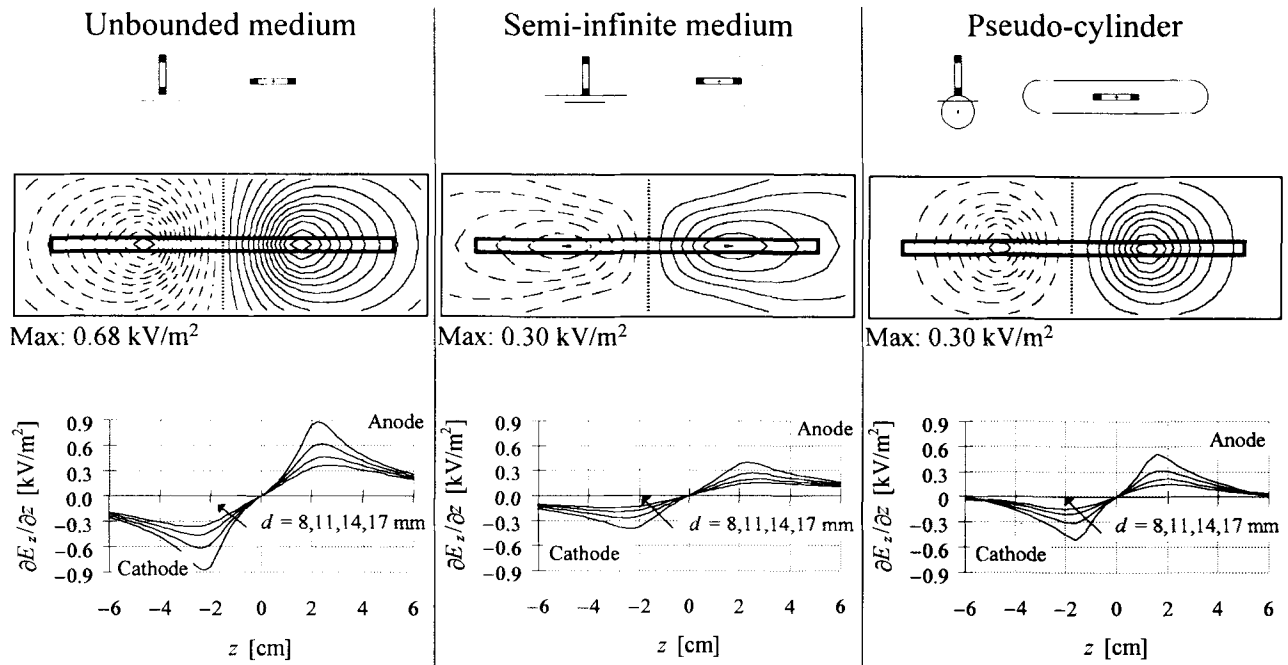 Unbounded medium
Max: 0.68 kV/m²
∂E_z/∂z [kV/m²]
0.9
0.6
0.3
0.0
−0.3
−0.6
−0.9
Anode
d = 8,11,14,17 mm
Cathode
−6 −4 −2 0 2 4 6
z [cm]
Semi-infinite medium
Max: 0.30 kV/m²
∂E_z/∂z [kV/m²]
0.9
0.6
0.3
0.0
−0.3
−0.6
−0.9
Anode
d = 8,11,14,17 mm
Cathode
−6 −4 −2 0 2 4 6
z [cm]
Pseudo-cylinder
Max: 0.30 kV/m²
∂E_z/∂z [kV/m²]
0.9
0.6
0.3
0.0
−0.3
−0.6
−0.9
Anode
d = 8,11,14,17 mm
Cathode
−6 −4 −2 0 2 4 6
z [cm]